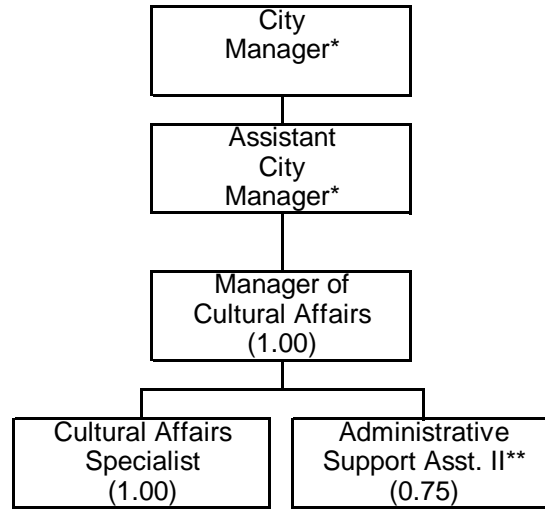 City
Manager*
Assistant
City
Manager*
Manager of
Cultural Affairs
(1.00)
Cultural Affairs
Specialist
(1.00)
Administrative
Support Asst. II**
(0.75)